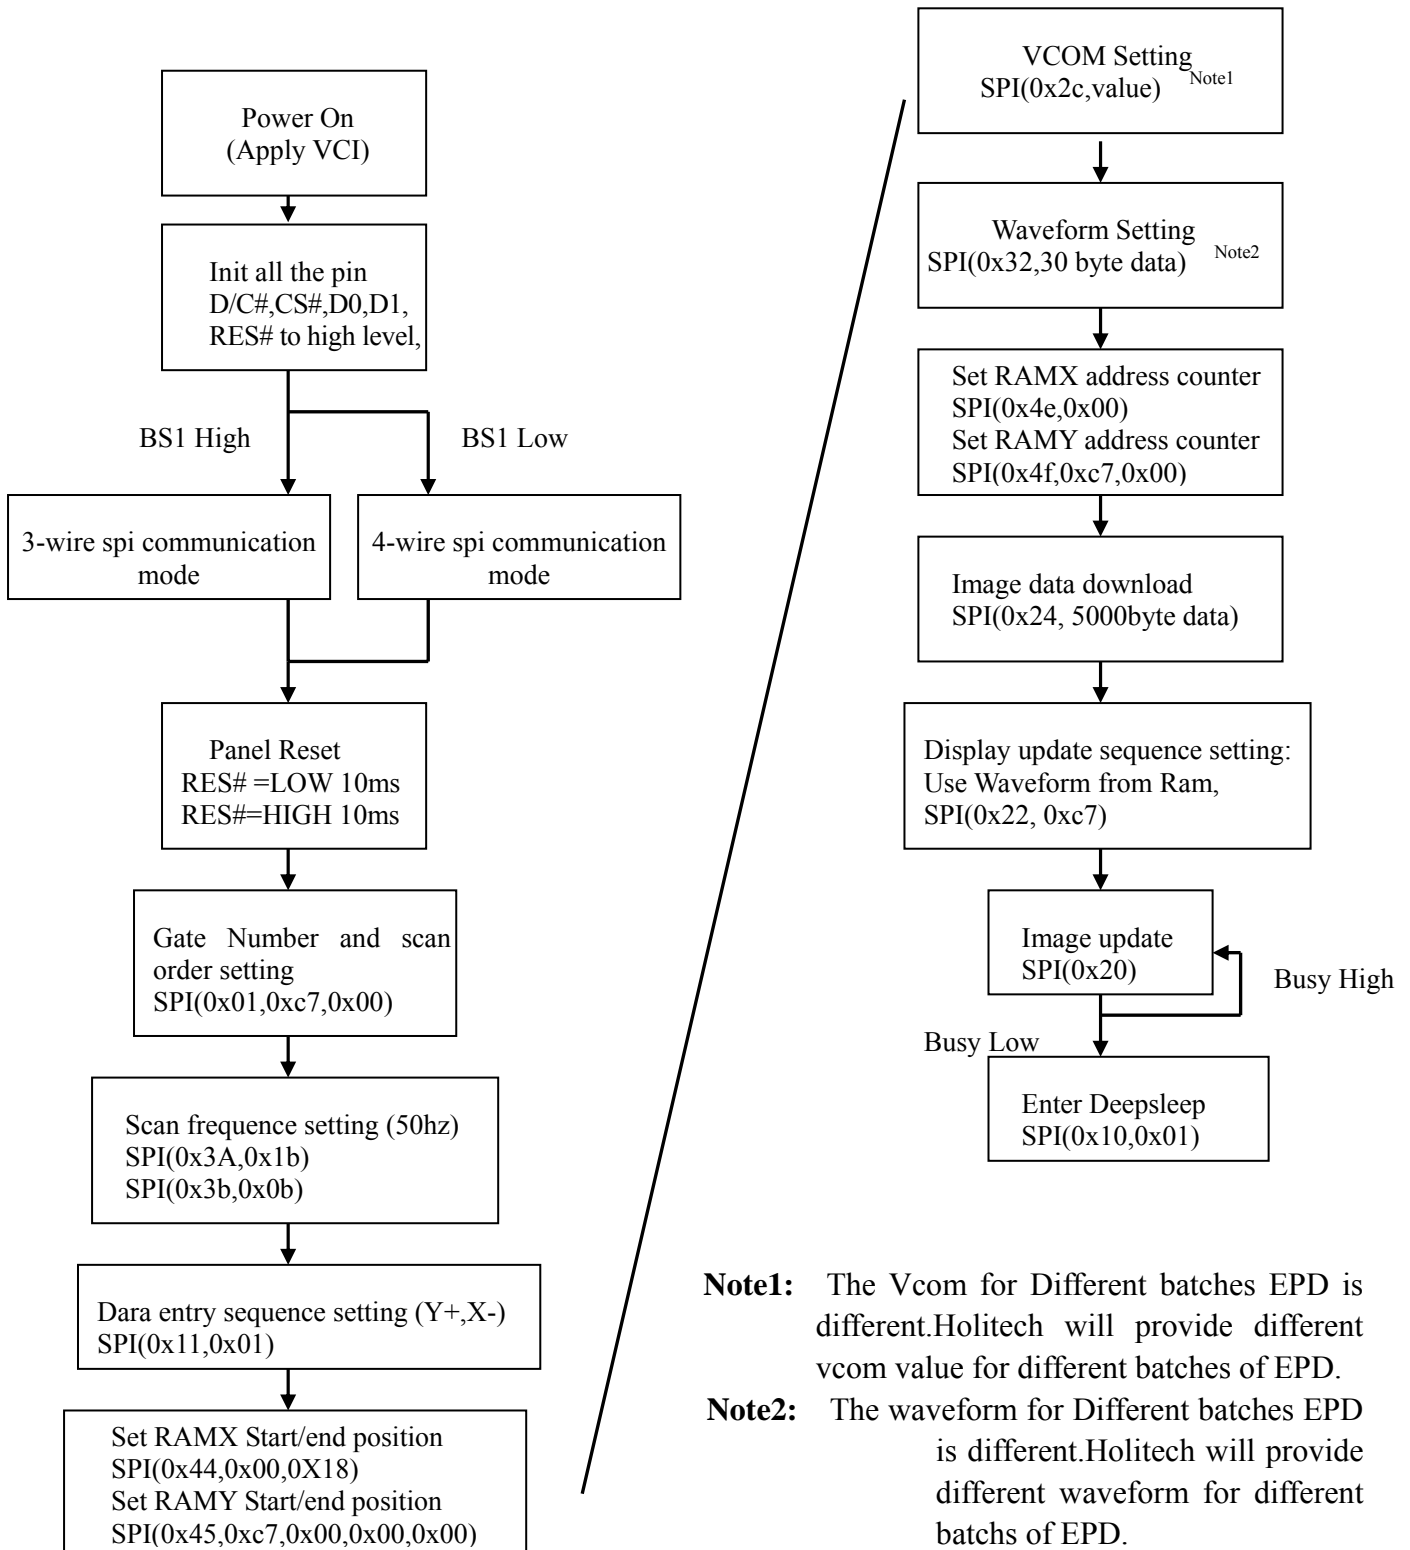 Power On
(Apply VCI)
Init all the pin
D/C#,CS#,D0,D1,
RES# to high level,
BS1 High
BS1 Low
3-wire spi communication
mode
4-wire spi communication
mode
Panel Reset
RES# =LOW 10ms
RES#=HIGH 10ms
Gate Number and scan
order setting
SPI(0x01,0xc7,0x00)
Scan frequence setting (50hz)
SPI(0x3A,0x1b)
SPI(0x3b,0x0b)
Dara entry sequence setting (Y+,X-)
SPI(0x11,0x01)
Set RAMX Start/end position
SPI(0x44,0x00,0X18)
Set RAMY Start/end position
SPI(0x45,0xc7,0x00,0x00,0x00)
VCOM Setting
SPI(0x2c,value) Note1
Waveform Setting
SPI(0x32,30 byte data) Note2
Set RAMX address counter
SPI(0x4e,0x00)
Set RAMY address counter
SPI(0x4f,0xc7,0x00)
Image data download
SPI(0x24, 5000byte data)
Display update sequence setting:
Use Waveform from Ram,
SPI(0x22, 0xc7)
Image update
SPI(0x20)
Busy High
Busy Low
Enter Deepsleep
SPI(0x10,0x01)
Note1: The Vcom for Different batches EPD is
different.Holitech will provide different
vcom value for different batches of EPD.
Note2: The waveform for Different batches EPD
is different.Holitech will provide
different waveform for different
batchs of EPD.